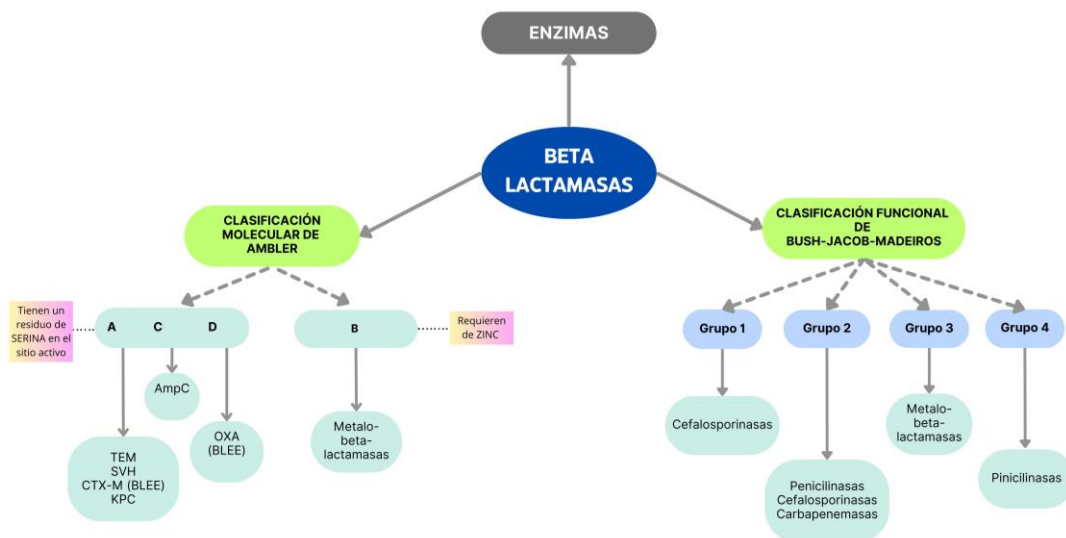 ENZIMAS
BETA
LACTAMASAS
CLASIFICACIÓN
MOLECULAR DE
AMBLER
CLASIFICACIÓN FUNCIONAL
DE
BUSH-JACOB-MADEIROS
Tienen un
residuo de
SERINA en el
sitio activo
A C D
B
Requieren
de ZINC
Grupo 1
Grupo 2
Grupo 3
Grupo 4
AmpC
OXA
(BLEE)
TEM
SVH
CTX-M (BLEE)
KPC
Metalo-
beta-
lactamasas
Cefalosporinasas
Penicilinasas
Cefalosporinasas
Carbapenemasas
Metalo-
beta-
lactamasas
Pinicilinasas